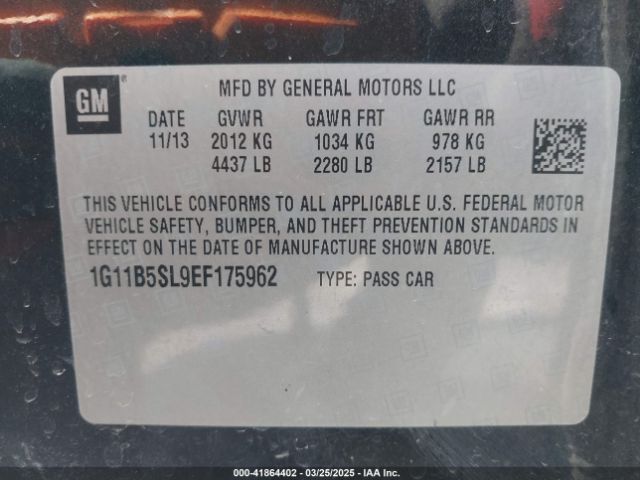 GM ®
MFD BY GENERAL MOTORS LLC
DATE GVWR GAWR FRT GAWR RR
11/13 2012 KG 1034 KG 978 KG
4437 LB 2280 LB 2157 LB
THIS VEHICLE CONFORMS TO ALL APPLICABLE U.S. FEDERAL MOTOR
VEHICLE SAFETY, BUMPER, AND THEFT PREVENTION STANDARDS IN
EFFECT ON THE DATE OF MANUFACTURE SHOWN ABOVE.
1G11B5SL9EF175962 TYPE: PASS CAR
000-41864402 - 03/25/2025 - IAA Inc.